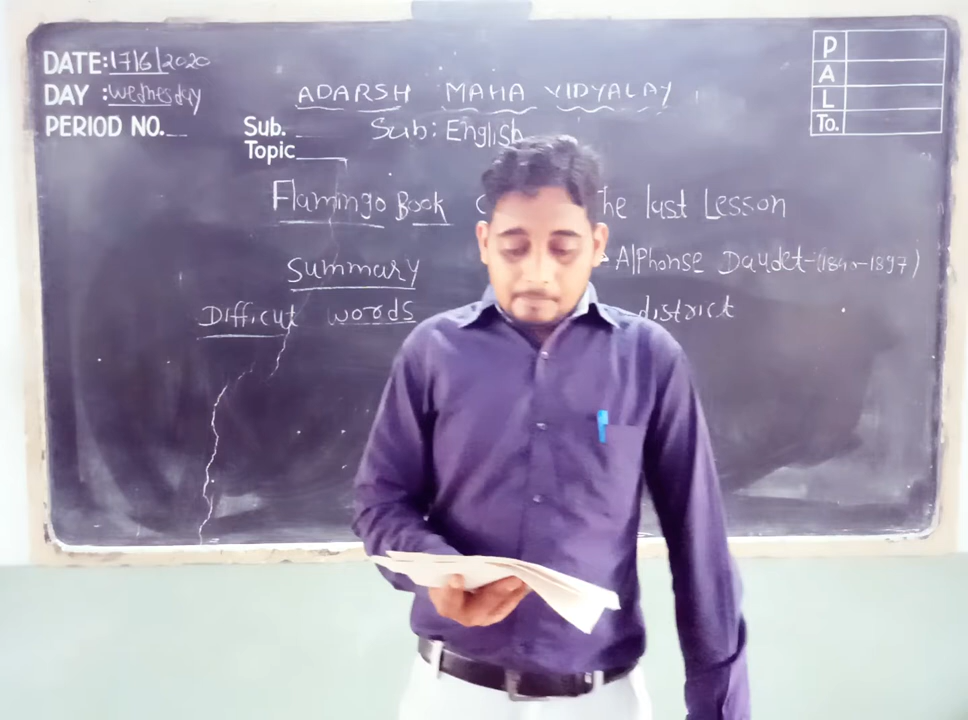 DATE: 17/6/2020
DAY : Wednesday
PERIOD NO.
ADARSH MAHA VIDYALAY
Sub. Sub: English
Topic
P
A
L
To.
Flamingo Book The last Lesson
Summary Alphonse Daudet-(1840-1897)
Difficut words district